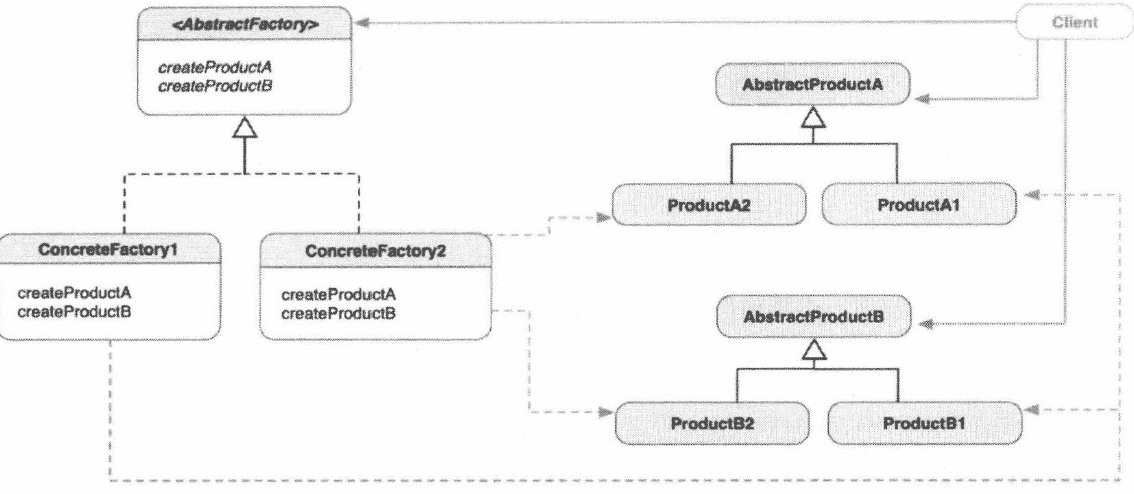 <AbstractFactory>
createProductA
createProductB
Client
AbstractProductA
ProductA2
ProductA1
ConcreteFactory1
createProductA
createProductB
ConcreteFactory2
createProductA
createProductB
AbstractProductB
ProductB2
ProductB1